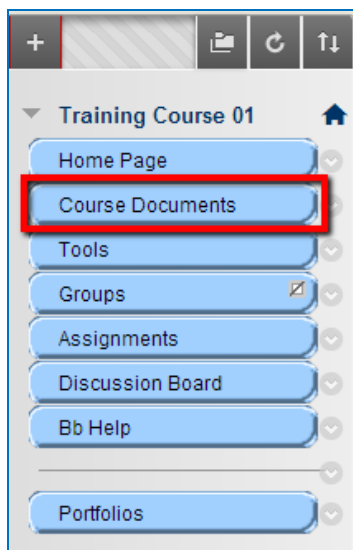 Training Course 01
Home Page
Course Documents
Tools
Groups
Assignments
Discussion Board
Bb Help
Portfolios